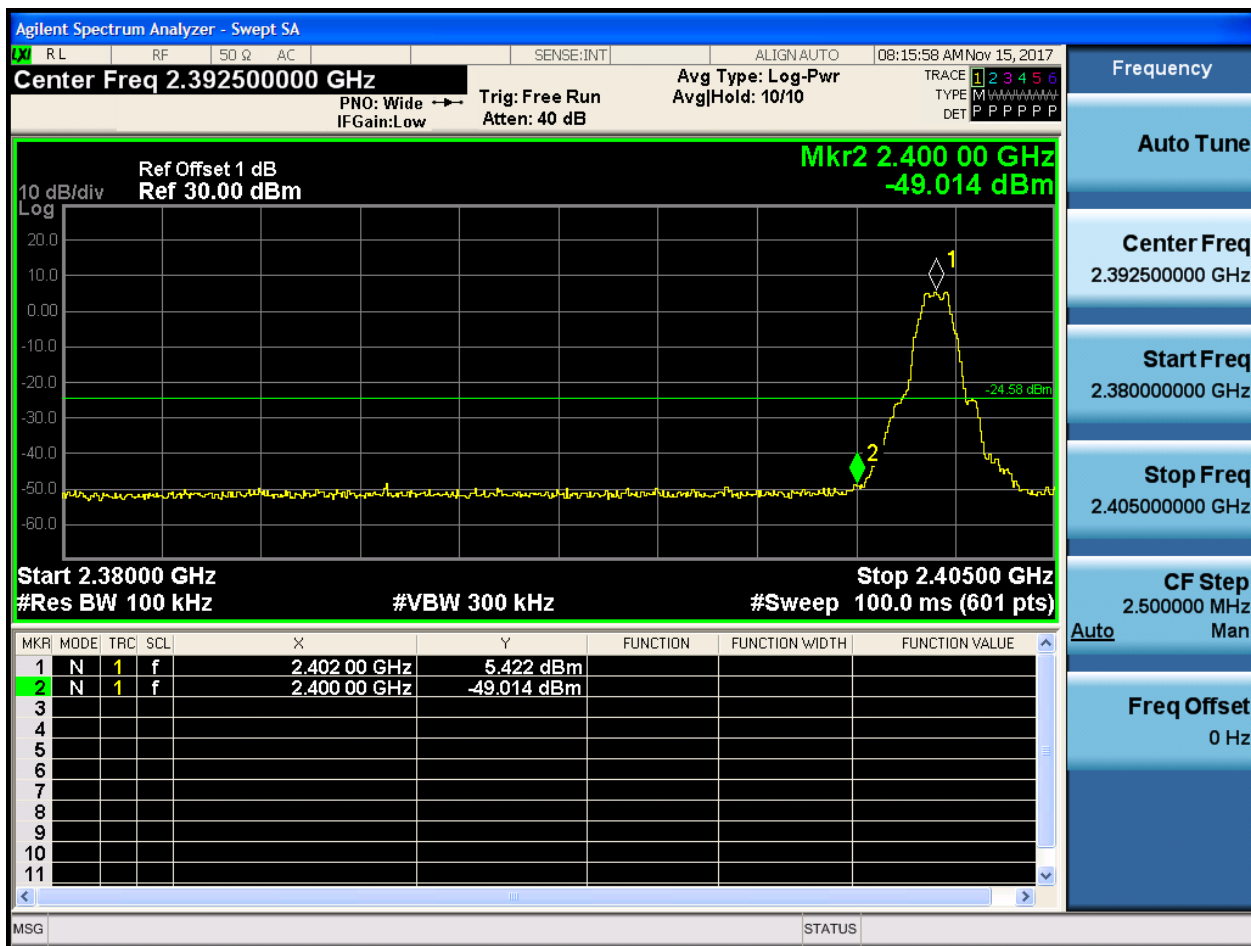 Agilent Spectrum Analyzer - Swept SA
LXI RL RF 50 Ω AC SENSE:INT ALIGN AUTO 08:15:58 AM Nov 15, 2017
Center Freq 2.392500000 GHz
PNO: Wide
IFGain:Low
Trig: Free Run
Atten: 40 dB
Avg Type: Log-Pwr
Avg|Hold: 10/10
TRACE 1 2 3 4 5 6
TYPE M
DET P P P P P P
Ref Offset 1 dB
10 dB/div Ref 30.00 dBm
Log
Mkr2 2.400 00 GHz
-49.014 dBm
20.0
10.0
0.00
-10.0
-20.0
-30.0
-40.0
-50.0
-60.0
1
-24.58 dBm
2
Start 2.38000 GHz Stop 2.40500 GHz
#Res BW 100 kHz #VBW 300 kHz #Sweep 100.0 ms (601 pts)
MKR MODE TRC SCL X Y FUNCTION FUNCTION WIDTH FUNCTION VALUE
1 N 1 f 2.402 00 GHz 5.422 dBm
2 N 1 f 2.400 00 GHz -49.014 dBm
3
4
5
6
7
8
9
10
11
MSG STATUS
Frequency
Auto Tune
Center Freq
2.392500000 GHz
Start Freq
2.380000000 GHz
Stop Freq
2.405000000 GHz
CF Step
2.500000 MHz
Auto Man
Freq Offset
0 Hz